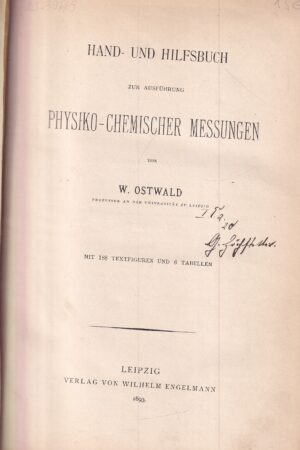 HAND- UND HILFSBUCH
ZUR AUSFÜHRUNG
PHYSIKO-CHEMISCHER MESSUNGEN
VON
W. OSTWALD
PROFESSOR AN DER UNIVERSITÄT ZU LEIPZIG
MIT 188 TEXTFIGUREN UND 6 TABELLEN
LEIPZIG
VERLAG VON WILHELM ENGELMANN
1893.